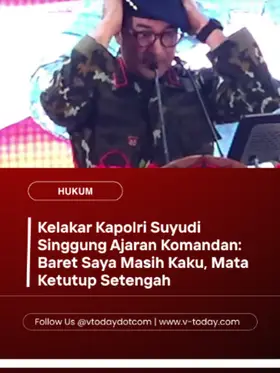 HUKUM
Kelakar Kapolri Suyudi
Singgung Ajaran Komandan:
Baret Saya Masih Kaku, Mata
Ketutup Setengah
Follow Us @vtodaydotcom | www.v-today.com